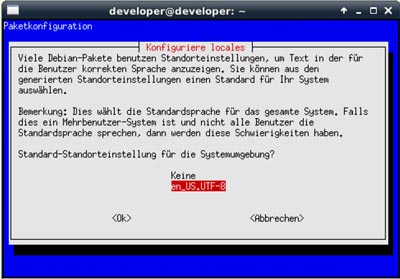 developer@developer: ~
Paketkonfiguration
Konfiguriere locales
Viele Debian-Pakete benutzen Standorteinstellungen, um Text in der für
die Benutzer korrekten Sprache anzuzeigen. Sie können aus den
generierten Standorteinstellungen einen Standard für Ihr System
auswählen.
Bemerkung: Dies wählt die Standardsprache für das gesamte System. Falls
dies ein Mehrbenutzer-System ist und nicht alle Benutzer die
Standardsprache sprechen, dann werden diese Schwierigkeiten haben.
Standard-Standorteinstellung für die Systemumgebung?
Keine
en_US.UTF-8
<Ok> <Abbrechen>